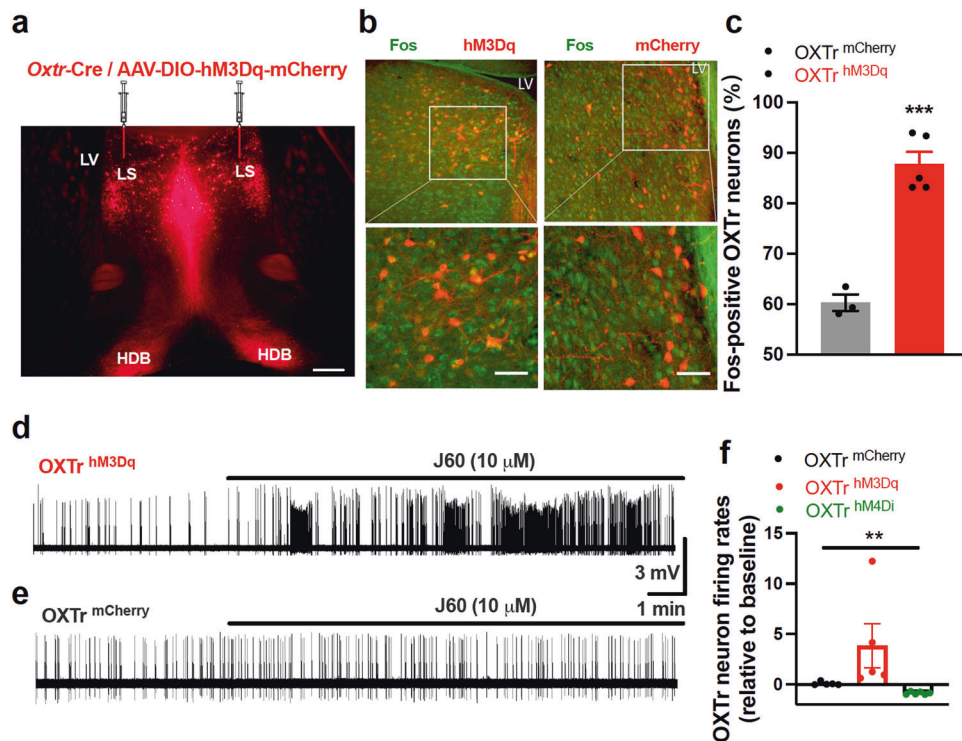 a
Oxtr-Cre / AAV-DIO-hM3Dq-mCherry
LV
LS
LS
HDB
HDB
b
Fos hM3Dq Fos mCherry
LV
LV
c
OXTr mCherry
OXTr hM3Dq
Fos-positive OXTr neurons (%)
100
90
80
70
60
50
***
d
OXTr hM3Dq
J60 (10 μM)
3 mV
1 min
e
OXTr mCherry
J60 (10 μM)
f
OXTr mCherry
OXTr hM3Dq
OXTr hM4Di
OXTr neuron firing rates
(relative to baseline)
15
10
5
0
**